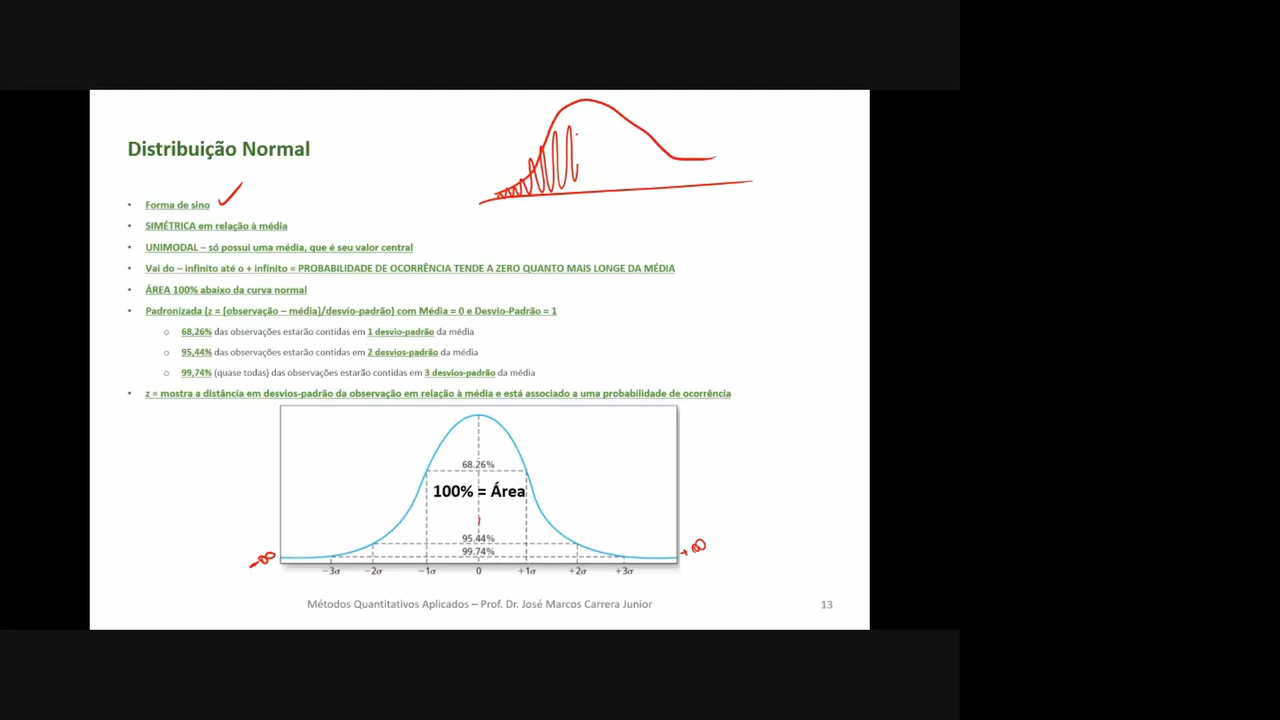 Distribuição Normal
• Forma de sino
• SIMÉTRICA em relação à média
• UNIMODAL – só possui uma média, que é seu valor central
• Vai do – infinito até o + infinito = PROBABILIDADE DE OCORRÊNCIA TENDE A ZERO QUANTO MAIS LONGE DA MÉDIA
• ÁREA 100% abaixo da curva normal
• Padronizada (z = [observação – média]/desvio-padrão) com Média = 0 e Desvio-Padrão = 1
o 68,26% das observações estarão contidas em 1 desvio-padrão da média
o 95,44% das observações estarão contidas em 2 desvios-padrão da média
o 99,74% (quase todas) das observações estarão contidas em 3 desvios-padrão da média
• z = mostra a distância em desvios-padrão da observação em relação à média e está associado a uma probabilidade de ocorrência
68.26%
100% = Área
95.44%
99.74%
-∞ +∞
−3σ −2σ −1σ 0 +1σ +2σ +3σ
Métodos Quantitativos Aplicados – Prof. Dr. José Marcos Carrera Junior 13